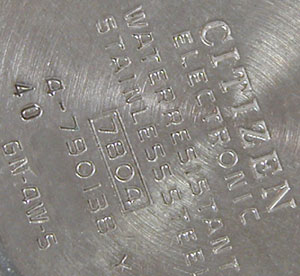 CITIZEN
ELECTRONIC
WATER RESISTANT
STAINLESS STEEL
7804
4-790138 Y
40 GN-4W-S